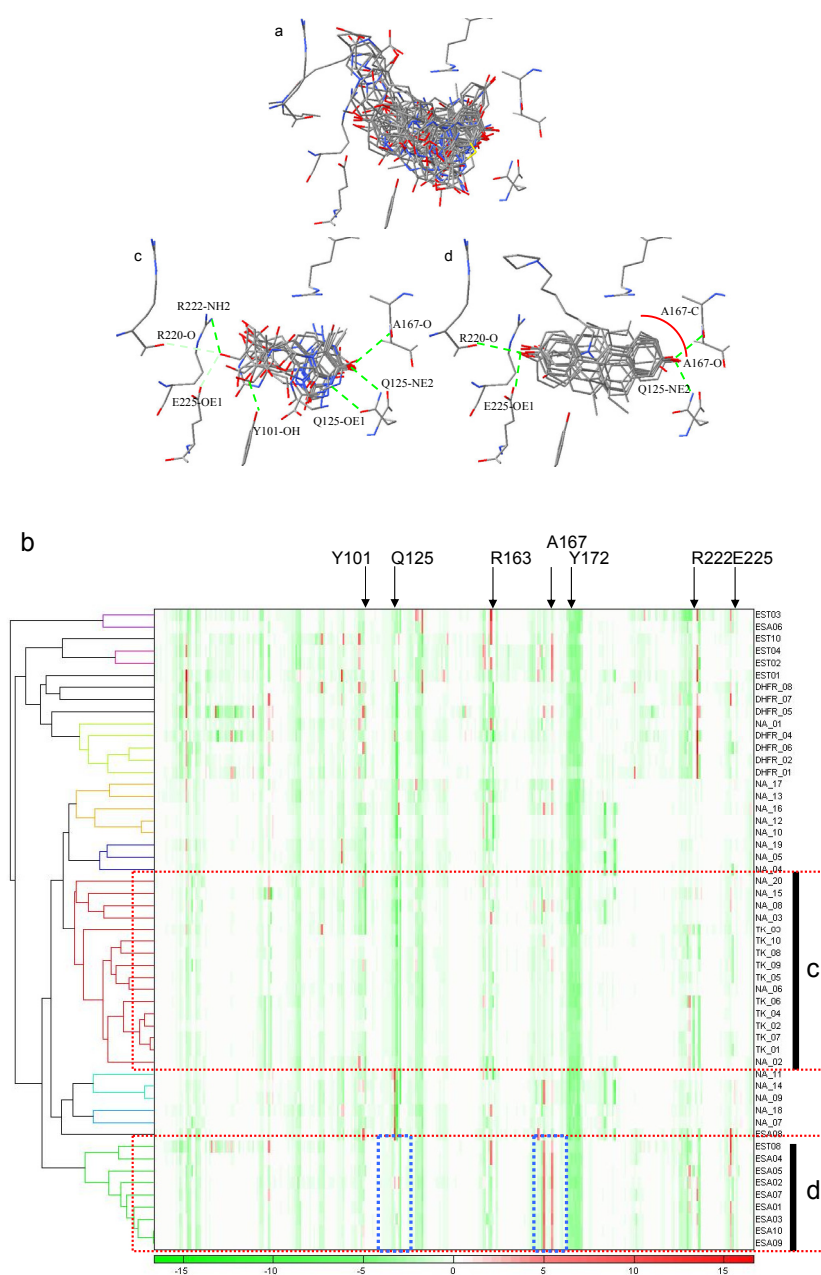 a
c
d
R222-NH2
R220-O
E225-OE1
Y101-OH
Q125-OE1
Q125-NE2
A167-O
R220-O
E225-OE1
A167-C
A167-O
Q125-NE2
b
Y101
Q125
R163
A167
Y172
R222E225
EST03
ESA06
EST10
EST04
EST02
EST01
DHFR_08
DHFR_07
DHFR_05
NA_01
DHFR_04
DHFR_06
DHFR_02
DHFR_01
NA_17
NA_13
NA_16
NA_12
NA_10
NA_19
NA_05
NA_04
NA_20
NA_15
NA_08
NA_03
TK_03
TK_10
TK_08
TK_09
TK_05
NA_06
TK_06
TK_04
TK_02
TK_07
TK_01
NA_02
NA_11
NA_14
NA_09
NA_18
NA_07
ESA08
EST08
ESA04
ESA05
ESA02
ESA07
ESA01
ESA03
ESA10
ESA09
c
d
-15 -10 -5 0 5 10 15